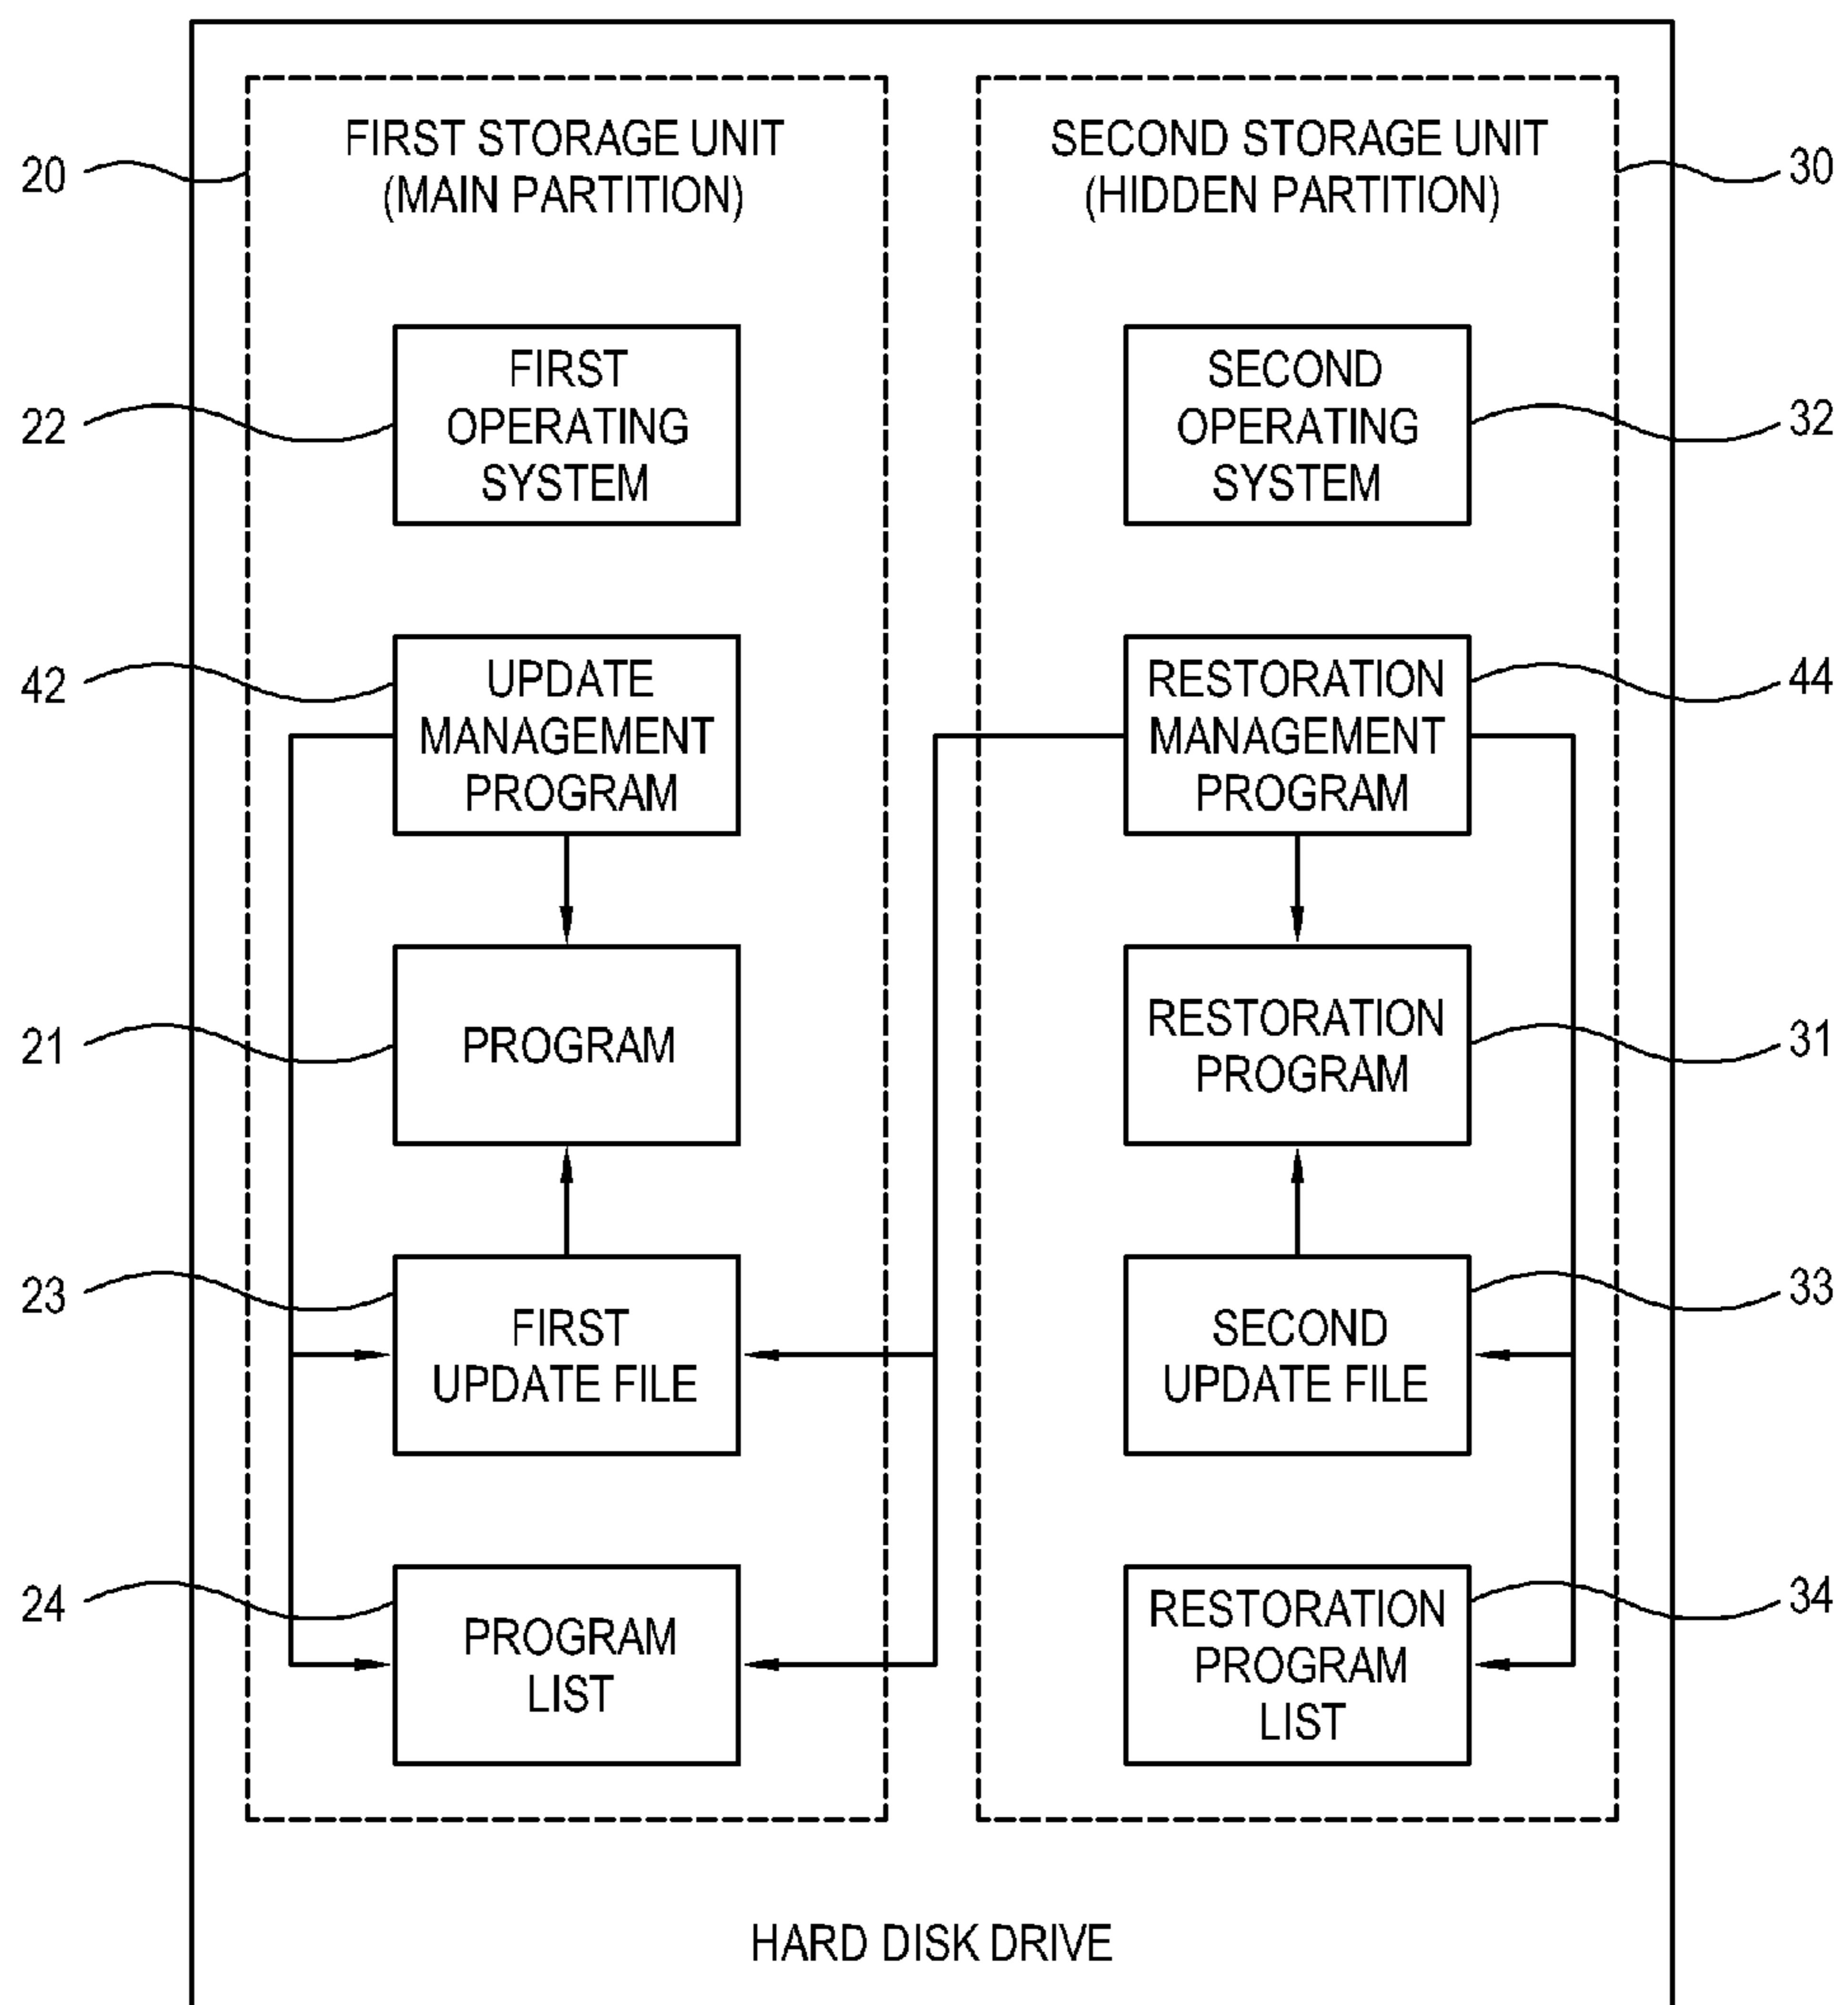 FIRST STORAGE UNIT
(MAIN PARTITION)
SECOND STORAGE UNIT
(HIDDEN PARTITION)
20
30
FIRST
OPERATING
SYSTEM
SECOND
OPERATING
SYSTEM
22
32
UPDATE
MANAGEMENT
PROGRAM
RESTORATION
MANAGEMENT
PROGRAM
42
44
PROGRAM
RESTORATION
PROGRAM
21
31
FIRST
UPDATE FILE
SECOND
UPDATE FILE
23
33
PROGRAM
LIST
RESTORATION
PROGRAM
LIST
24
34
HARD DISK DRIVE